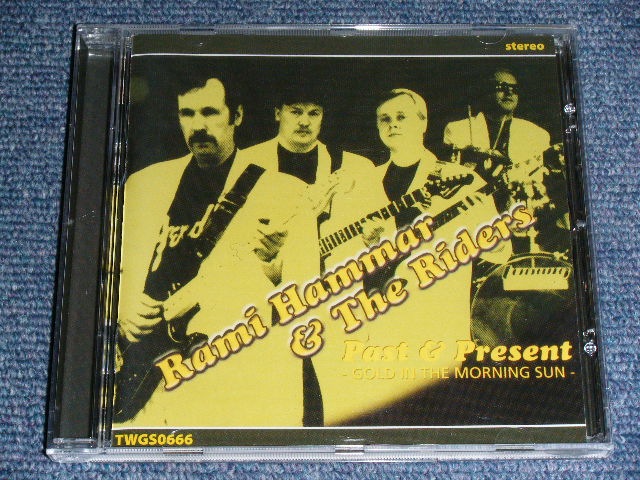 stereo
Rami Hammar
& The Riders
Past & Present
- GOLD IN THE MORNING SUN -
TWGS0666